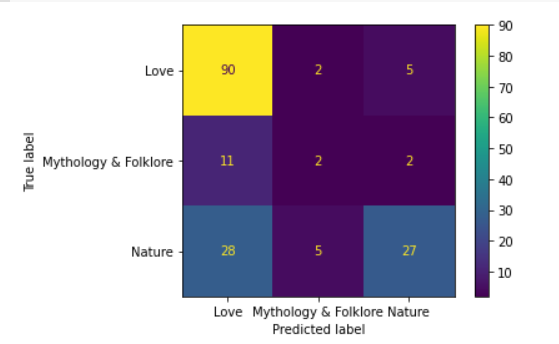 True label
Love
90 2 5
Mythology & Folklore
11 2 2
Nature
28 5 27
Love Mythology & Folklore Nature
Predicted label
90
80
70
60
50
40
30
20
10